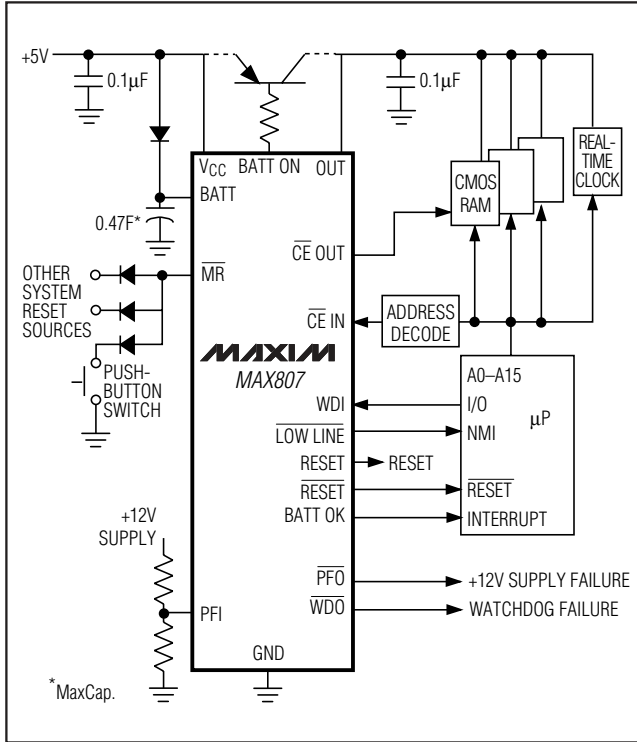 +5V
0.1µF
0.1µF
VCC
BATT ON
OUT
BATT
0.47F*
CMOS
RAM
REAL-
TIME
CLOCK
CE OUT
OTHER
SYSTEM
RESET
SOURCES
MR
CE IN
ADDRESS
DECODE
PUSH-
BUTTON
SWITCH
MAXIM
MAX807
A0–A15
WDI
I/O
µP
LOW LINE
NMI
RESET
RESET
RESET
RESET
BATT OK
INTERRUPT
+12V
SUPPLY
PFO
+12V SUPPLY FAILURE
PFI
WDO
WATCHDOG FAILURE
GND
*MaxCap.